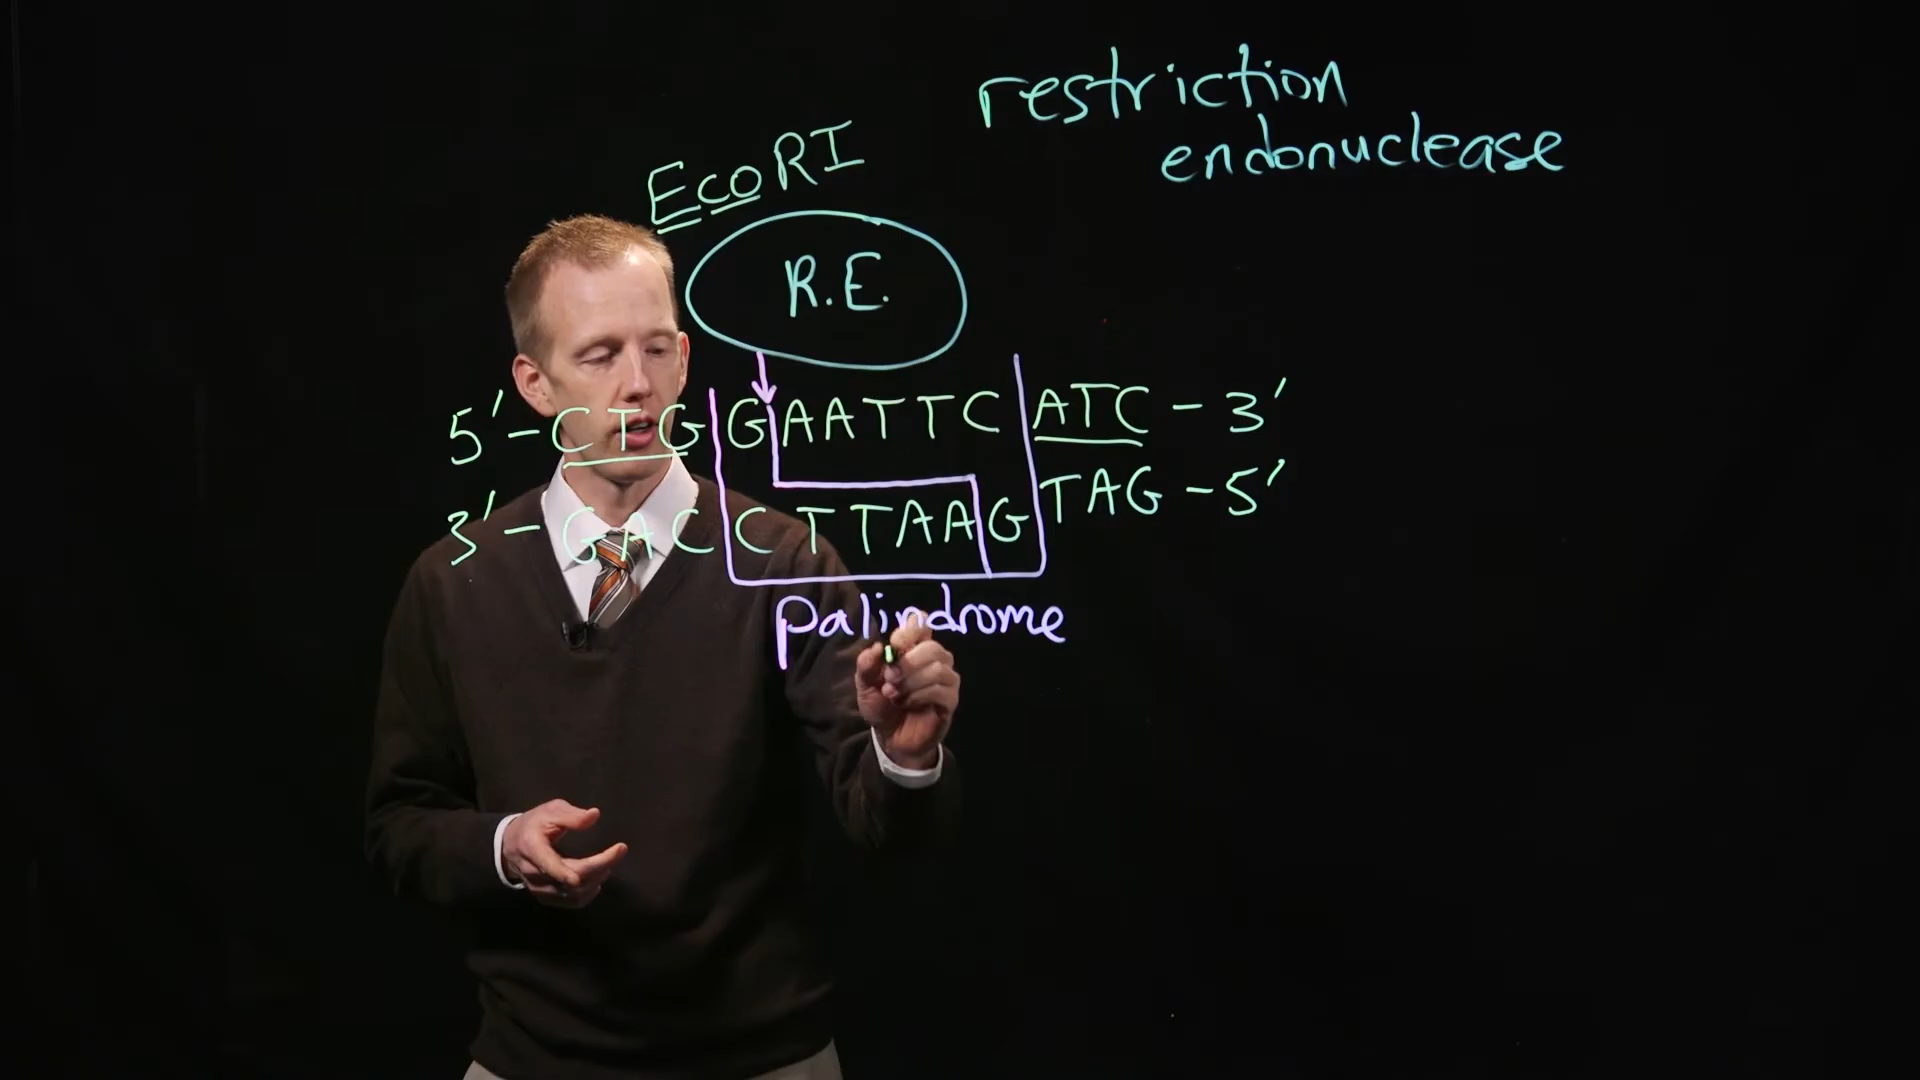 restriction
endonuclease
EcoRI
R.E.
5'-CTG GAATTC ATC-3'
3'-GAC CTTAAG TAG-5'
palindrome